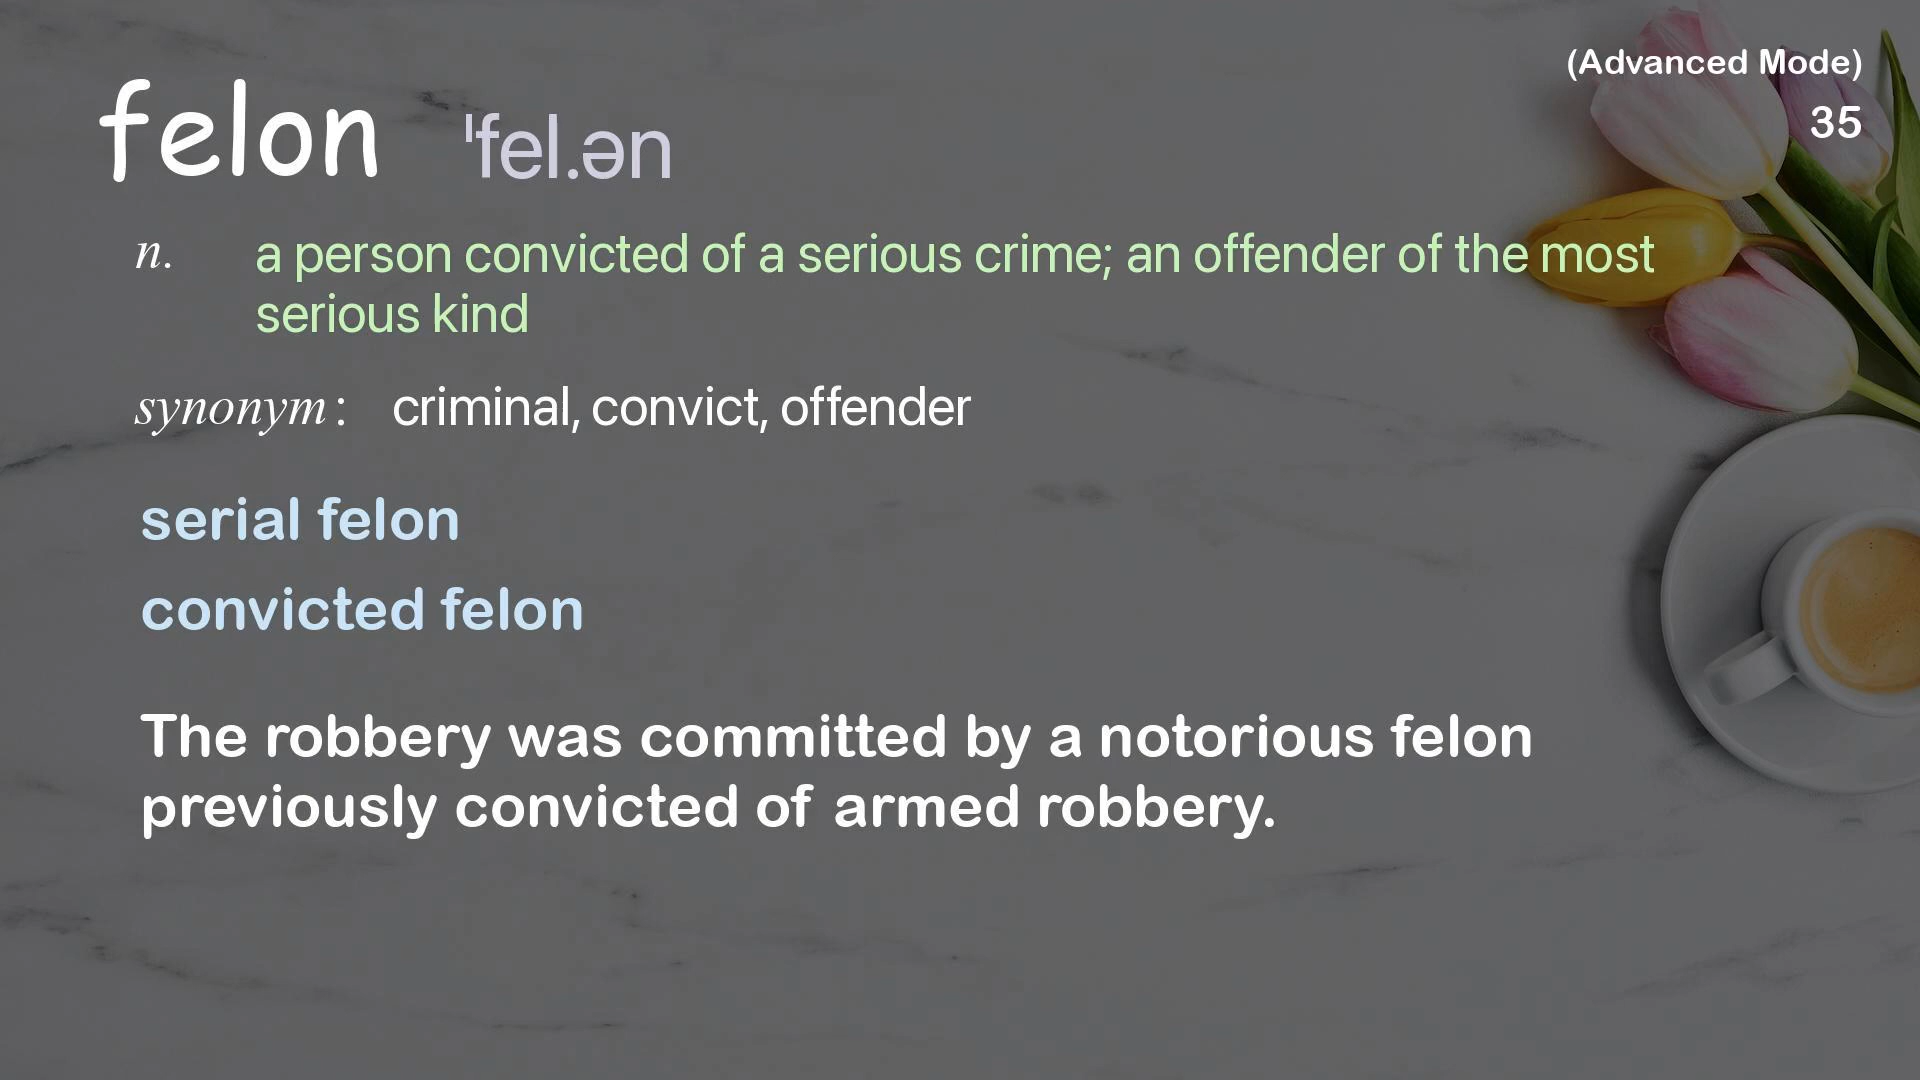 (Advanced Mode)
felon ˈfel.ən
35
n. a person convicted of a serious crime; an offender of the most
serious kind
synonym: criminal, convict, offender
serial felon
convicted felon
The robbery was committed by a notorious felon
previously convicted of armed robbery.